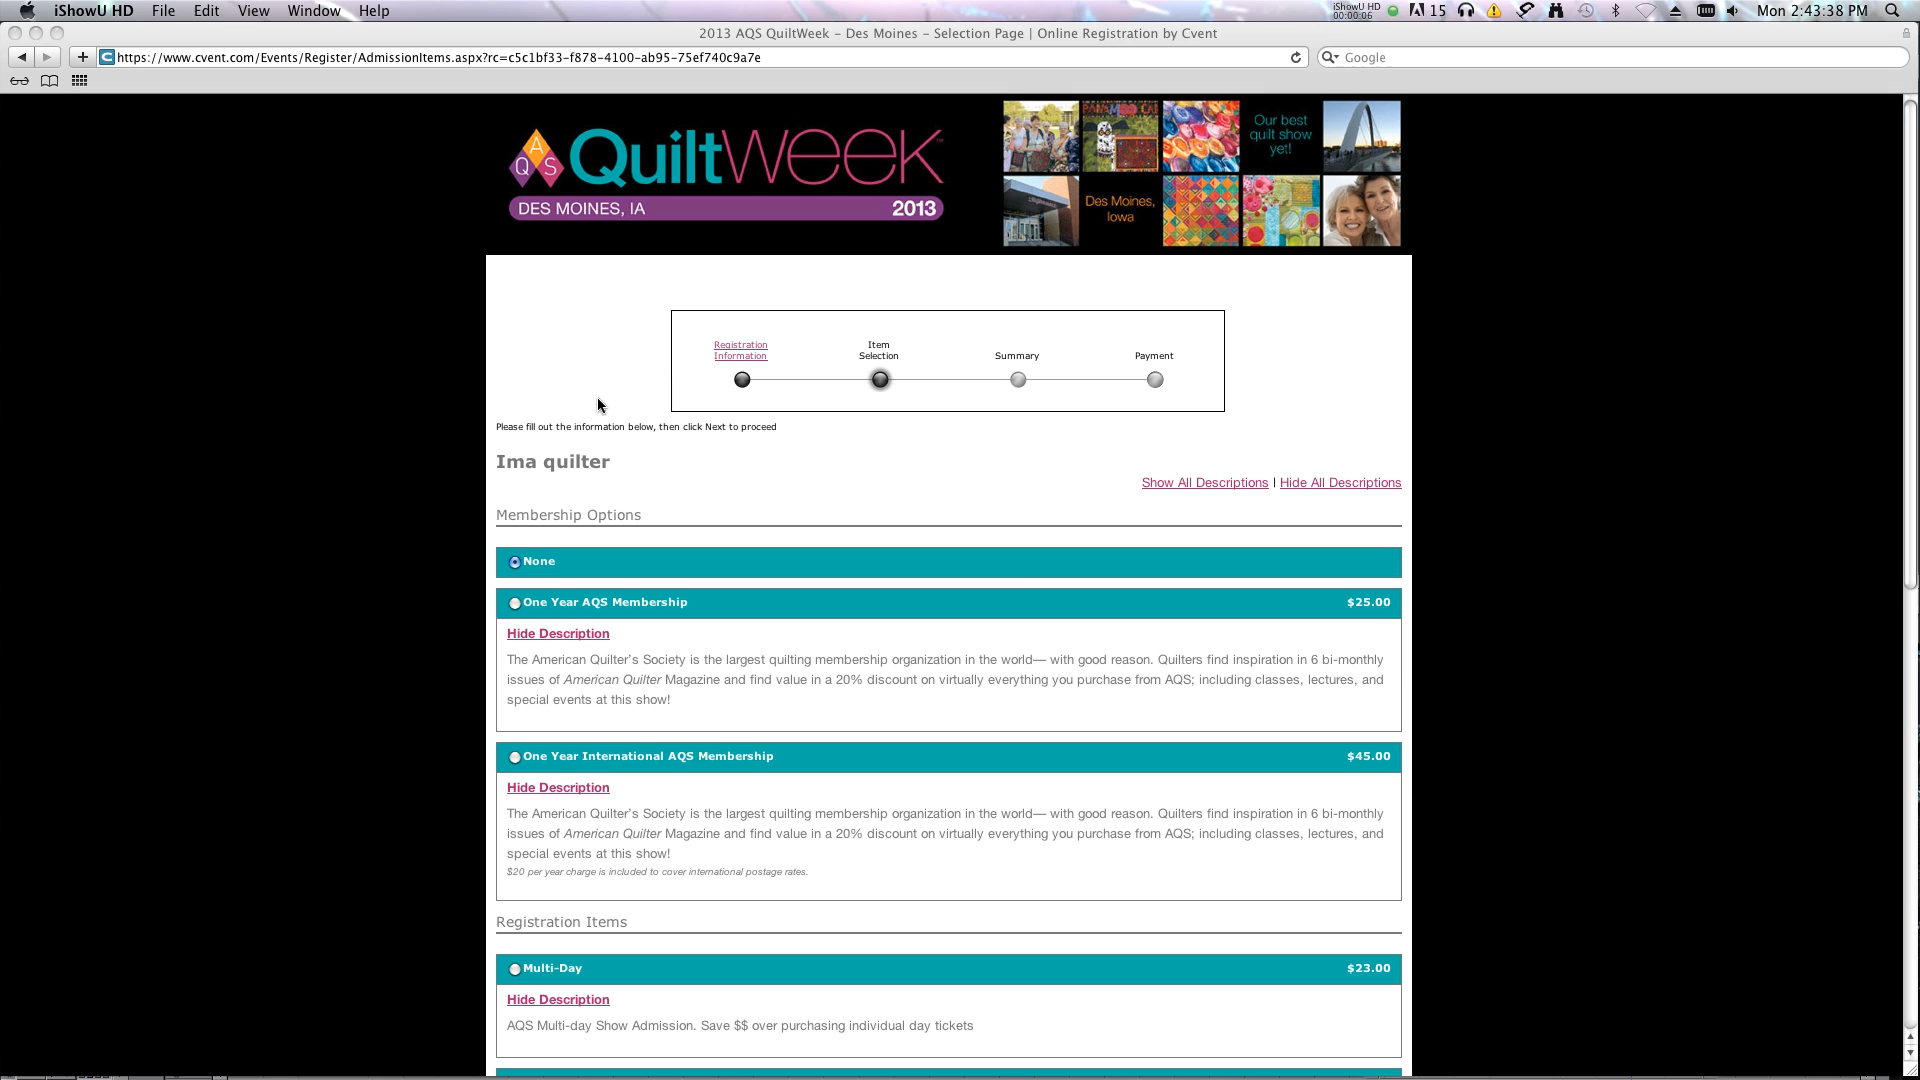 iShowU HD File Edit View Window Help iShowU HD 00:00:06 15 Mon 2:43:38 PM
2013 AQS QuiltWeek – Des Moines – Selection Page | Online Registration by Cvent
https://www.cvent.com/Events/Register/AdmissionItems.aspx?rc=c5c1bf33-f878-4100-ab95-75ef740c9a7e Google
AQS QuiltWeek™
DES MOINES, IA 2013
Our best
quilt show
yet!
Des Moines,
Iowa
Registration
Information
Item
Selection
Summary
Payment
Please fill out the information below, then click Next to proceed
Ima quilter
Show All Descriptions | Hide All Descriptions
Membership Options
None
One Year AQS Membership $25.00
Hide Description
The American Quilter's Society is the largest quilting membership organization in the world— with good reason. Quilters find inspiration in 6 bi-monthly
issues of American Quilter Magazine and find value in a 20% discount on virtually everything you purchase from AQS; including classes, lectures, and
special events at this show!
One Year International AQS Membership $45.00
Hide Description
The American Quilter's Society is the largest quilting membership organization in the world— with good reason. Quilters find inspiration in 6 bi-monthly
issues of American Quilter Magazine and find value in a 20% discount on virtually everything you purchase from AQS; including classes, lectures, and
special events at this show!
$20 per year charge is included to cover international postage rates.
Registration Items
Multi-Day $23.00
Hide Description
AQS Multi-day Show Admission. Save $$ over purchasing individual day tickets